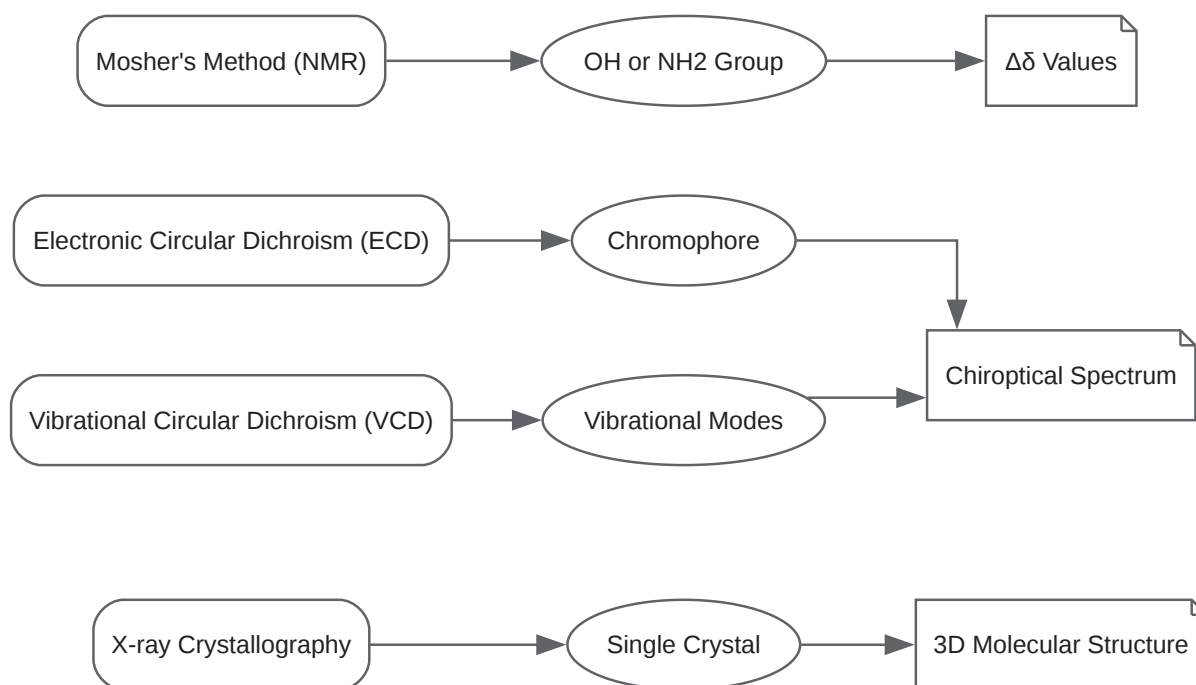 Mosher's Method (NMR)
OH or NH2 Group
Δδ Values
Electronic Circular Dichroism (ECD)
Chromophore
Chiroptical Spectrum
Vibrational Circular Dichroism (VCD)
Vibrational Modes
X-ray Crystallography
Single Crystal
3D Molecular Structure